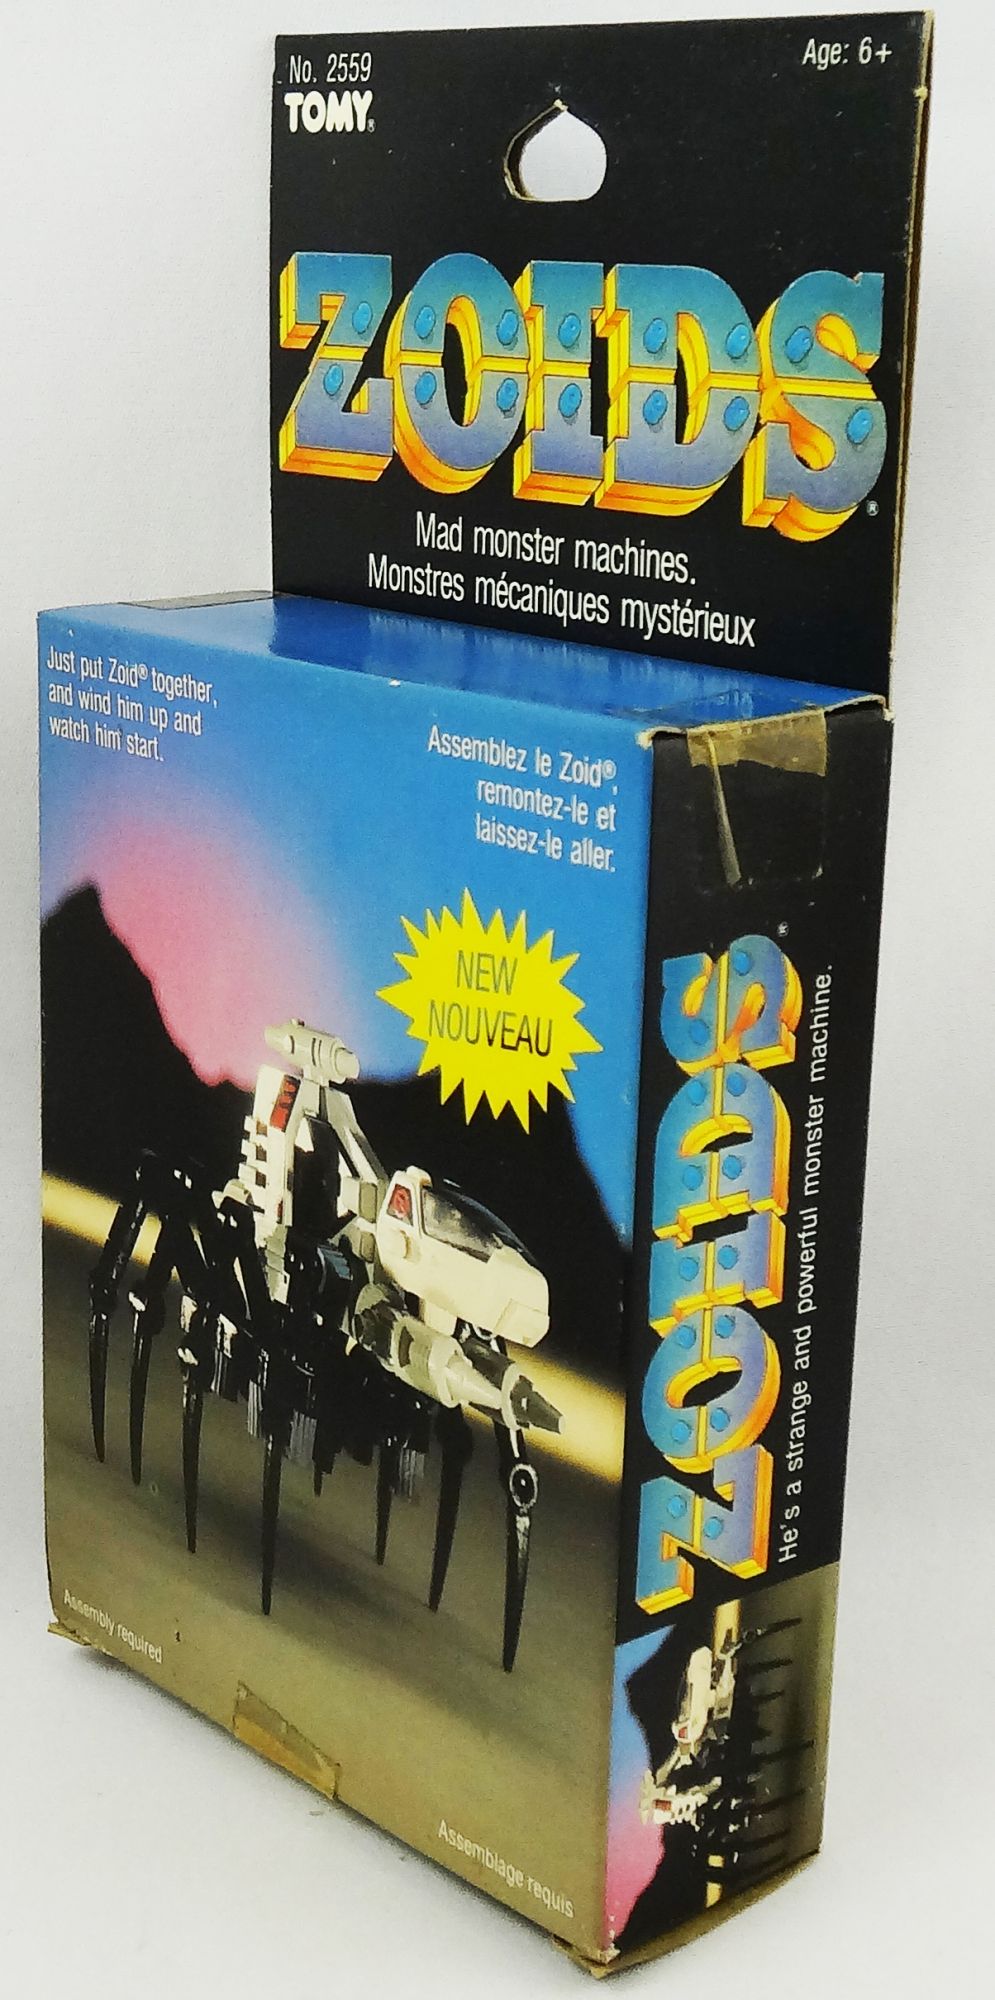 No. 2559
TOMY®
Age: 6+
ZOIDS®
Mad monster machines.
Monstres mécaniques mystérieux
Just put Zoid® together,
and wind him up and
watch him start.
Assemblez le Zoid®,
remontez-le et
laissez-le aller.
NEW
NOUVEAU
Assembly required
Assemblage requis
ZOIDS®
He's a strange and powerful monster machine.